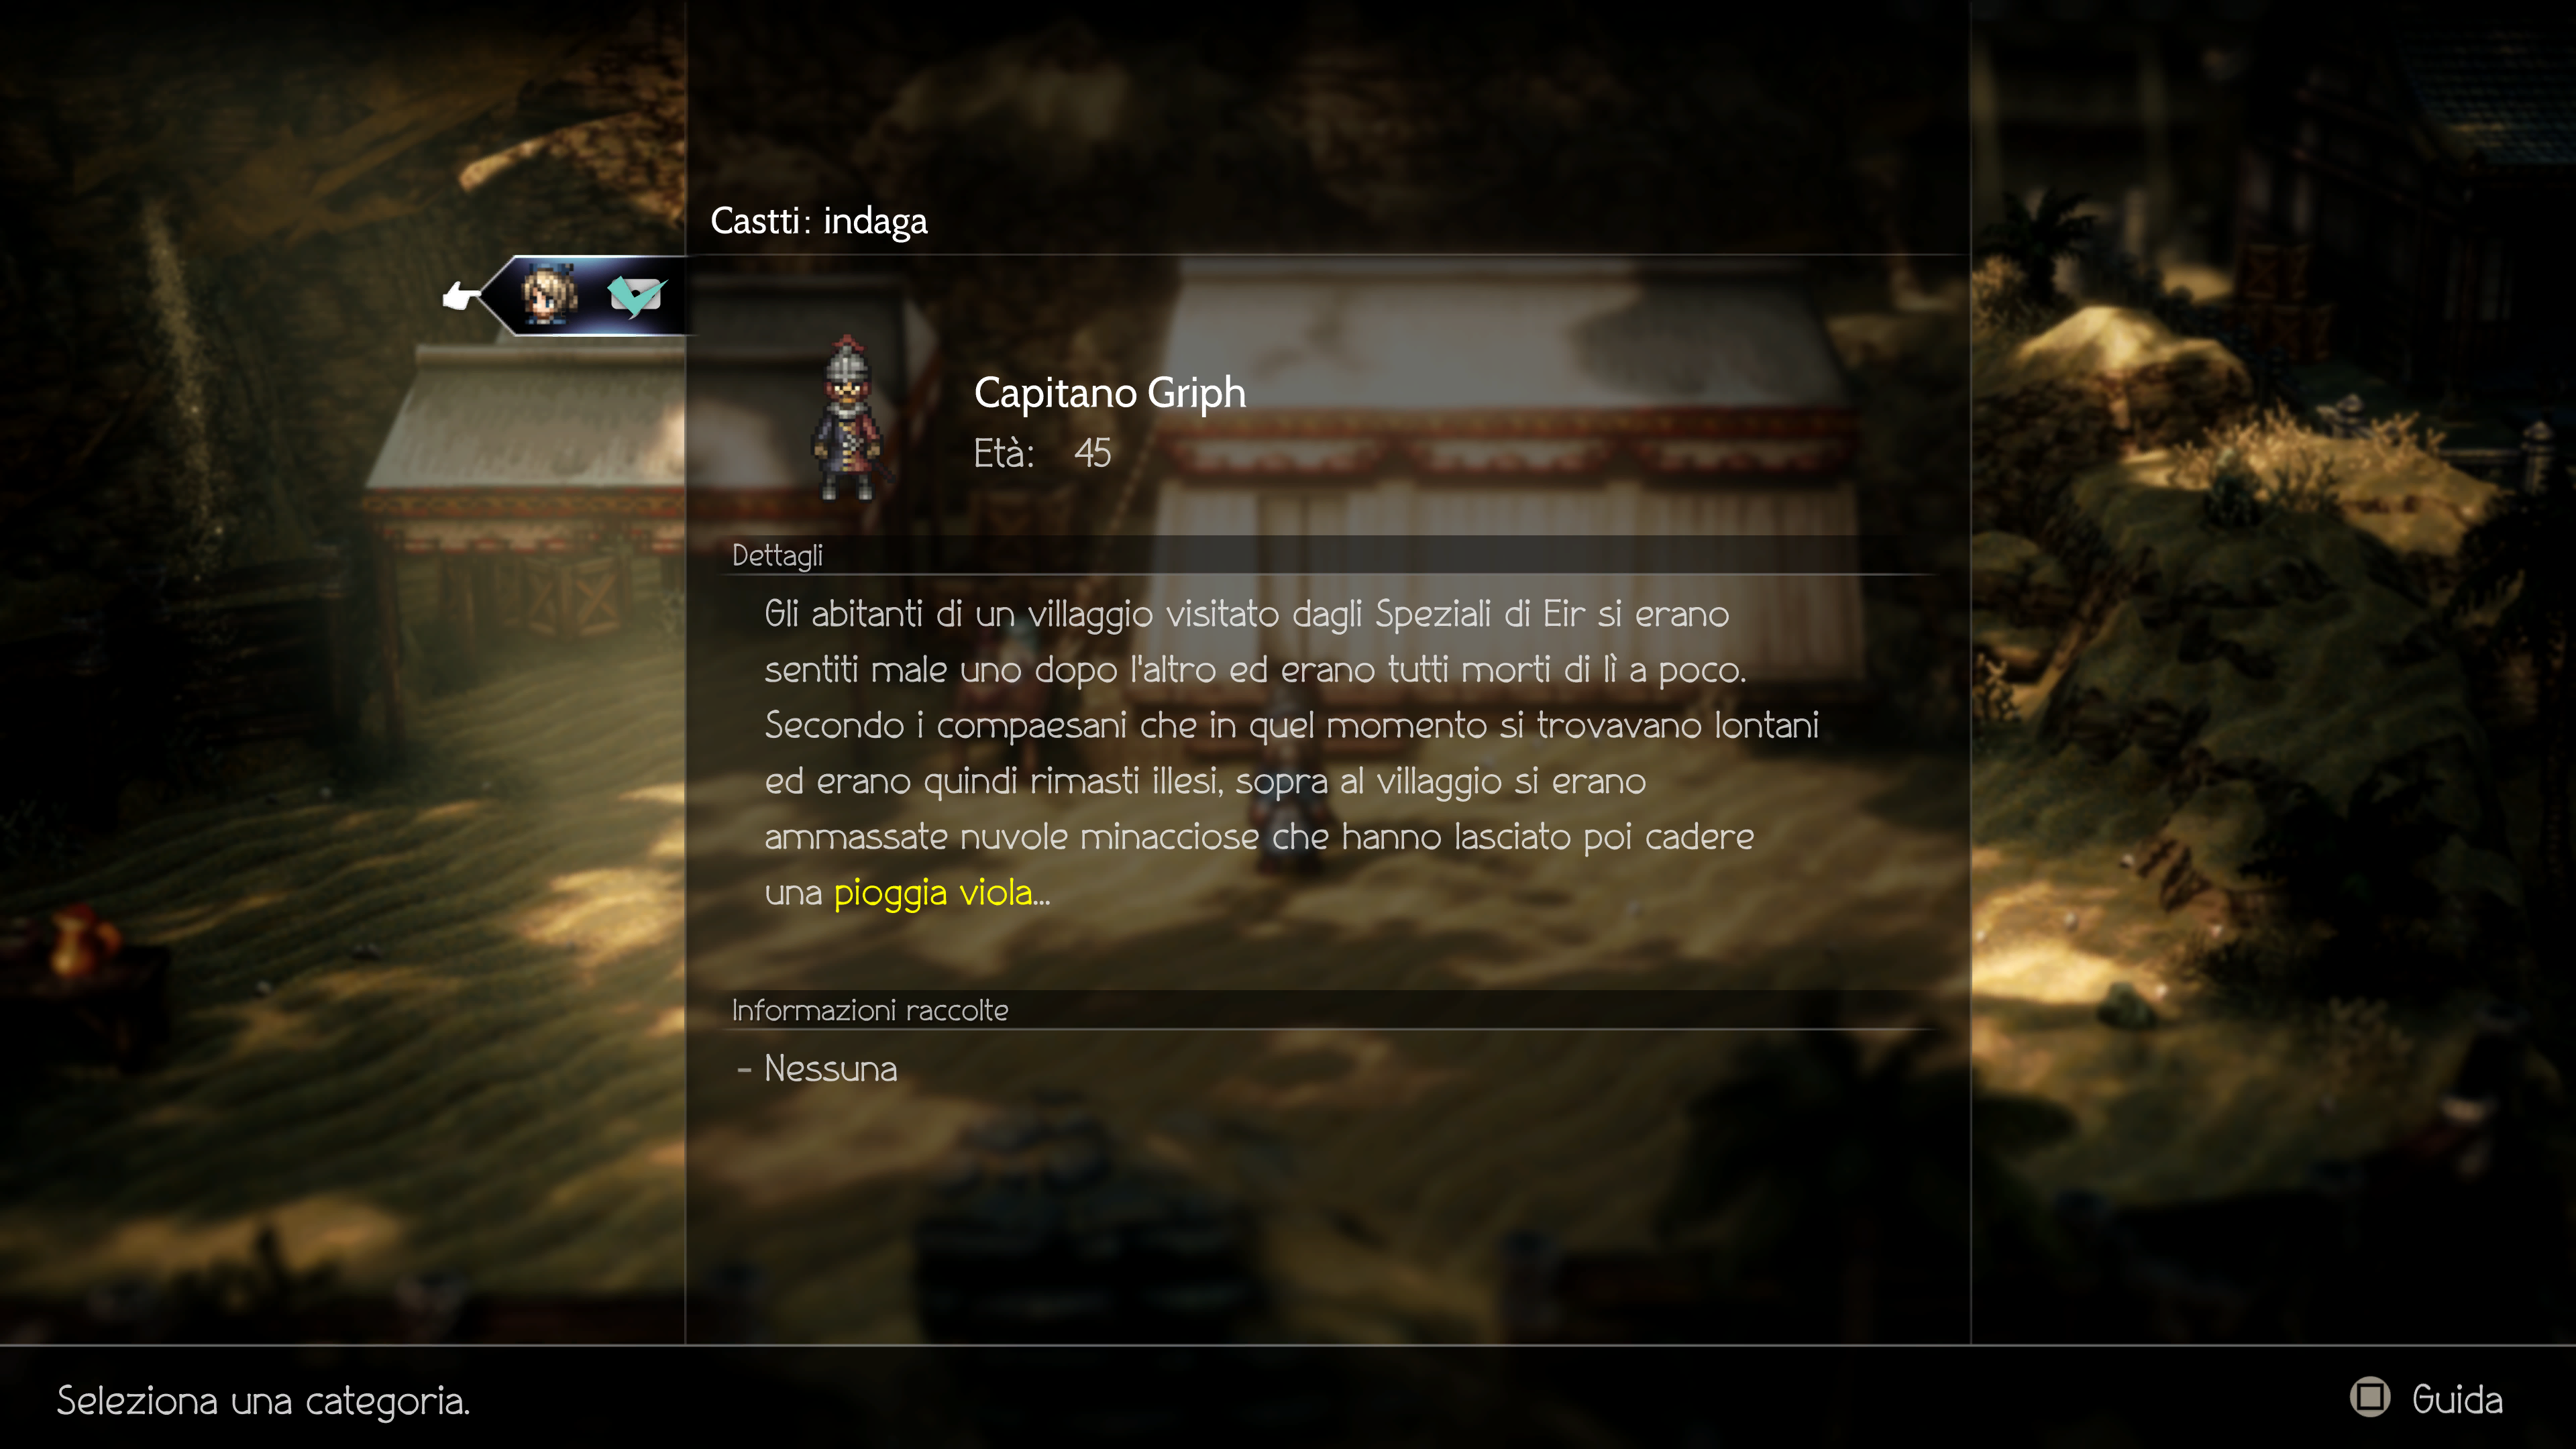 Castti: indaga
Capitano Griph
Età: 45
Dettagli
Gli abitanti di un villaggio visitato dagli Speziali di Eir si erano
sentiti male uno dopo l'altro ed erano tutti morti di lì a poco.
Secondo i compaesani che in quel momento si trovavano lontani
ed erano quindi rimasti illesi, sopra al villaggio si erano
ammassate nuvole minacciose che hanno lasciato poi cadere
una pioggia viola...
Informazioni raccolte
- Nessuna
Seleziona una categoria.
Guida